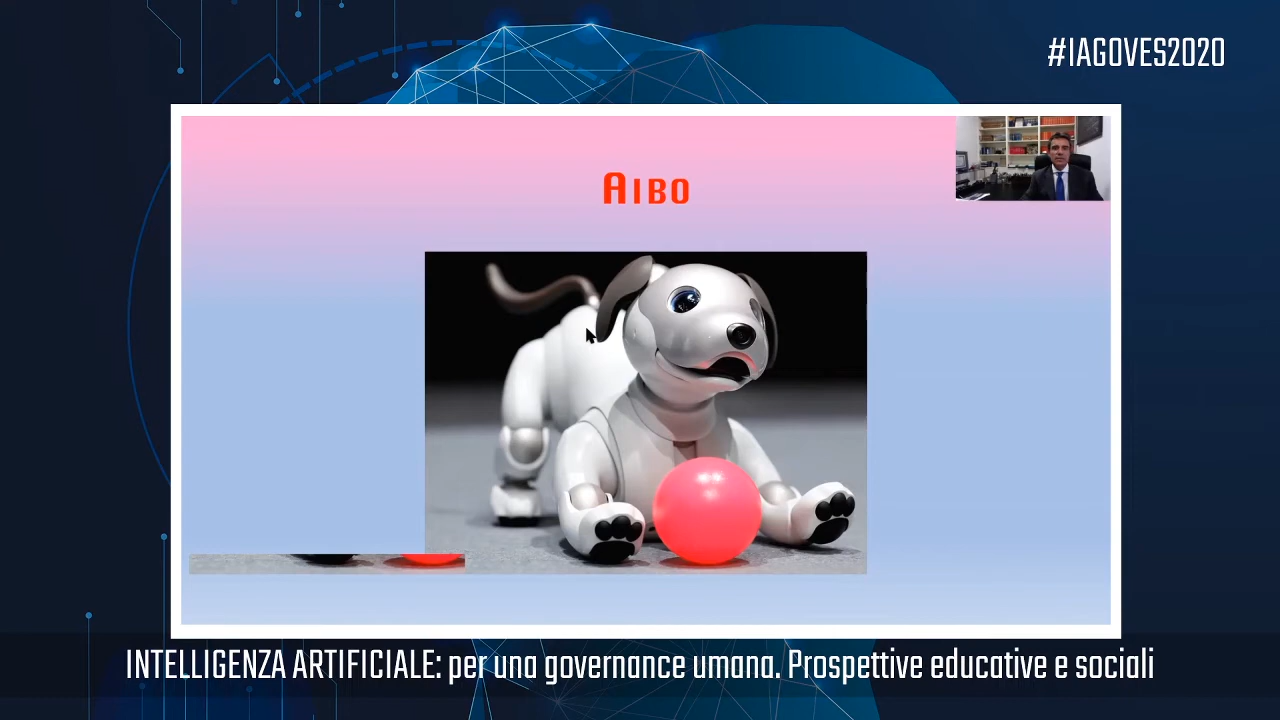 #IAGOVES2020
AIBO
INTELLIGENZA ARTIFICIALE: per una governance umana. Prospettive educative e sociali